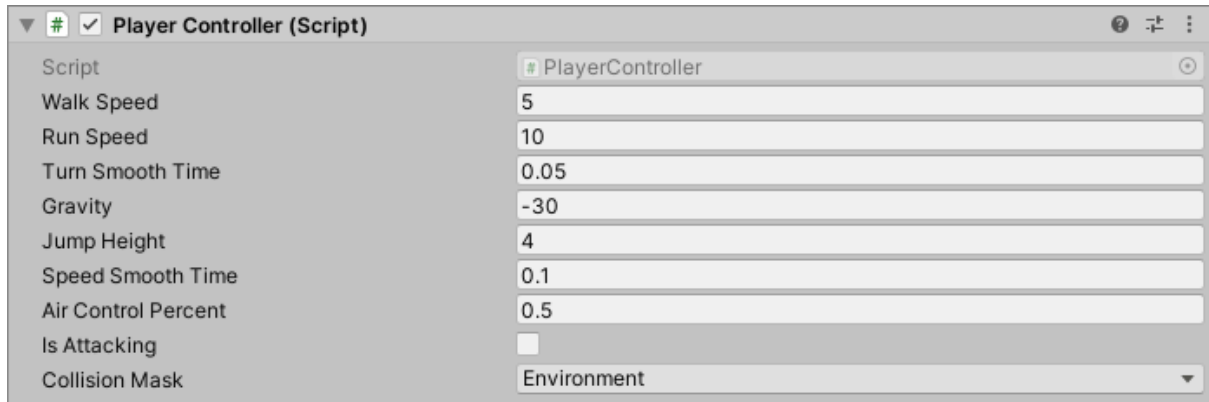 Player Controller (Script)
Script PlayerController
Walk Speed 5
Run Speed 10
Turn Smooth Time 0.05
Gravity -30
Jump Height 4
Speed Smooth Time 0.1
Air Control Percent 0.5
Is Attacking
Collision Mask Environment